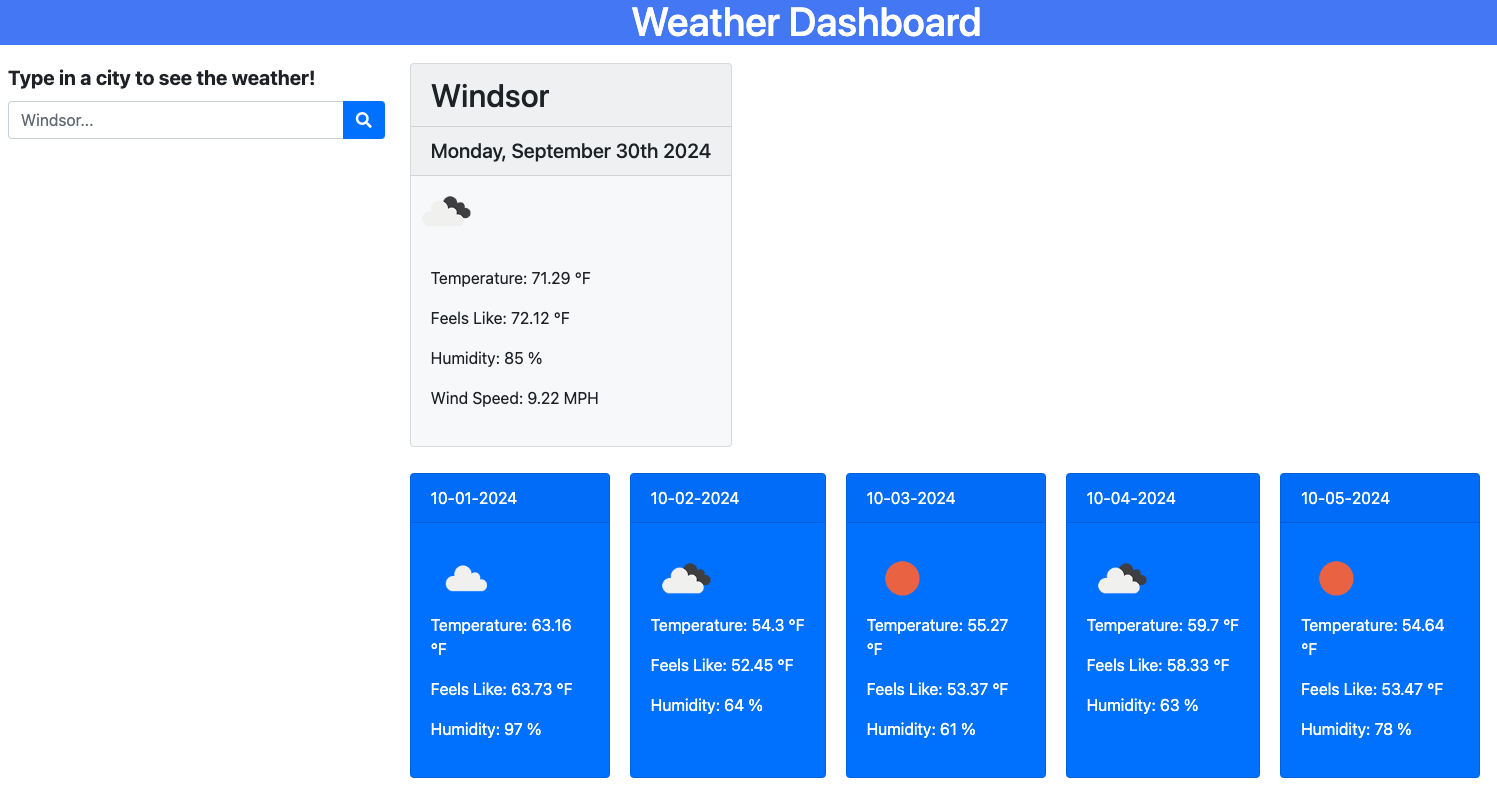 Weather Dashboard
Type in a city to see the weather!
Windsor...
Windsor
Monday, September 30th 2024
Temperature: 71.29 °F
Feels Like: 72.12 °F
Humidity: 85 %
Wind Speed: 9.22 MPH
10-01-2024
Temperature: 63.16
°F
Feels Like: 63.73 °F
Humidity: 97 %
10-02-2024
Temperature: 54.3 °F
Feels Like: 52.45 °F
Humidity: 64 %
10-03-2024
Temperature: 55.27
°F
Feels Like: 53.37 °F
Humidity: 61 %
10-04-2024
Temperature: 59.7 °F
Feels Like: 58.33 °F
Humidity: 63 %
10-05-2024
Temperature: 54.64
°F
Feels Like: 53.47 °F
Humidity: 78 %